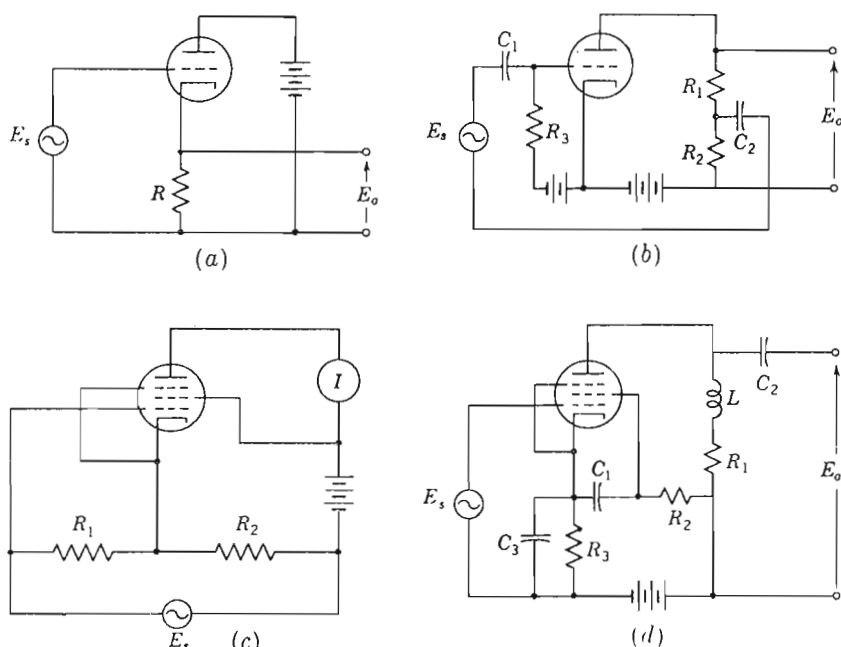 E_s
R
E_o
(a)
C_1
E_s
R_3
R_1
C_2
R_2
E_o
(b)
I
R_1
R_2
(c)
E_s
C_1
C_2
L
R_1
R_2
C_3
R_3
E_o
(d)